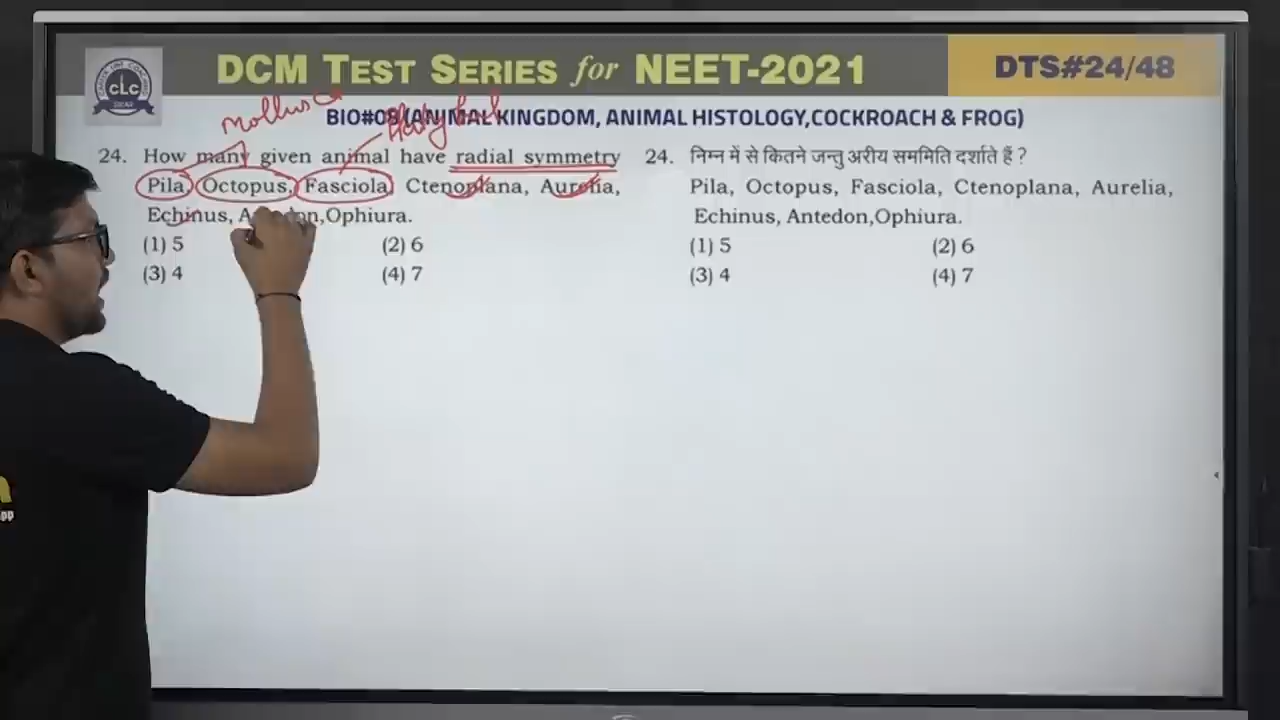 DCM TEST SERIES for NEET-2021
DTS#24/48
CLC
BIO#08(ANIMAL KINGDOM, ANIMAL HISTOLOGY,COCKROACH & FROG)
Mollusca
24. How many given animal have radial symmetry
Pila, Octopus, Fasciola, Ctenoplana, Aurelia,
Echinus, Antedon,Ophiura.
(1) 5 (2) 6
(3) 4 (4) 7
24. निम्न में से कितने जन्तु अरीय सममिति दर्शाते हैं ?
Pila, Octopus, Fasciola, Ctenoplana, Aurelia,
Echinus, Antedon,Ophiura.
(1) 5 (2) 6
(3) 4 (4) 7